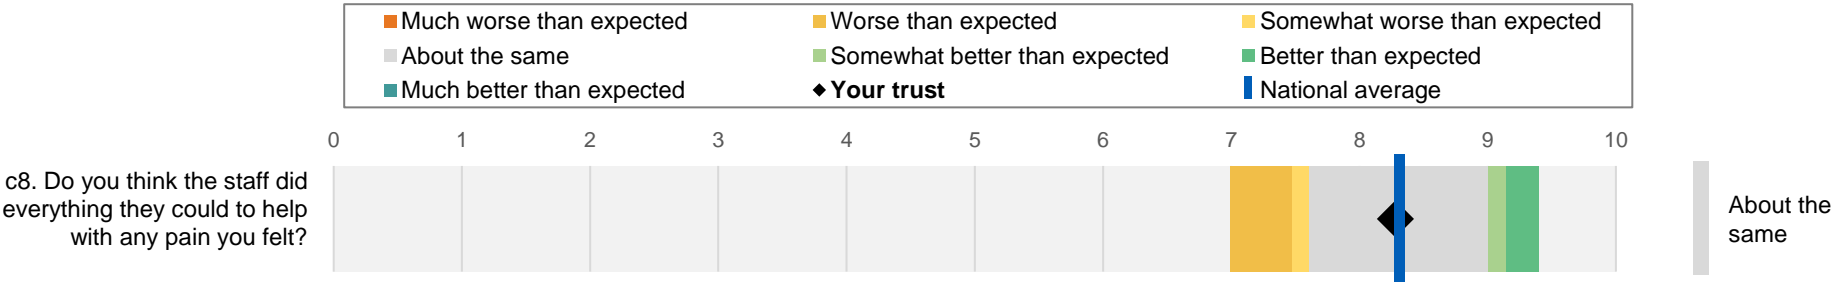 Much worse than expected
Worse than expected
Somewhat worse than expected
About the same
Somewhat better than expected
Better than expected
Much better than expected
Your trust
National average
0 1 2 3 4 5 6 7 8 9 10
c8. Do you think the staff did
everything they could to help
with any pain you felt?
About the
same